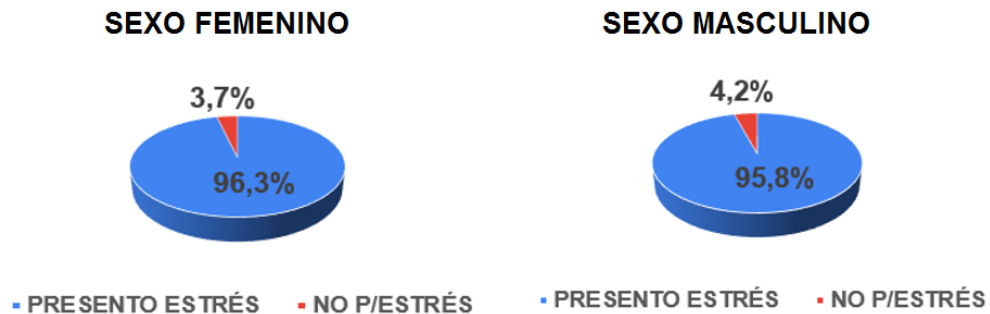 SEXO FEMENINO
3,7%
96,3%
PRESENTO ESTRÉS
NO P/ESTRÉS
SEXO MASCULINO
4,2%
95,8%
PRESENTO ESTRÉS
NO P/ESTRÉS